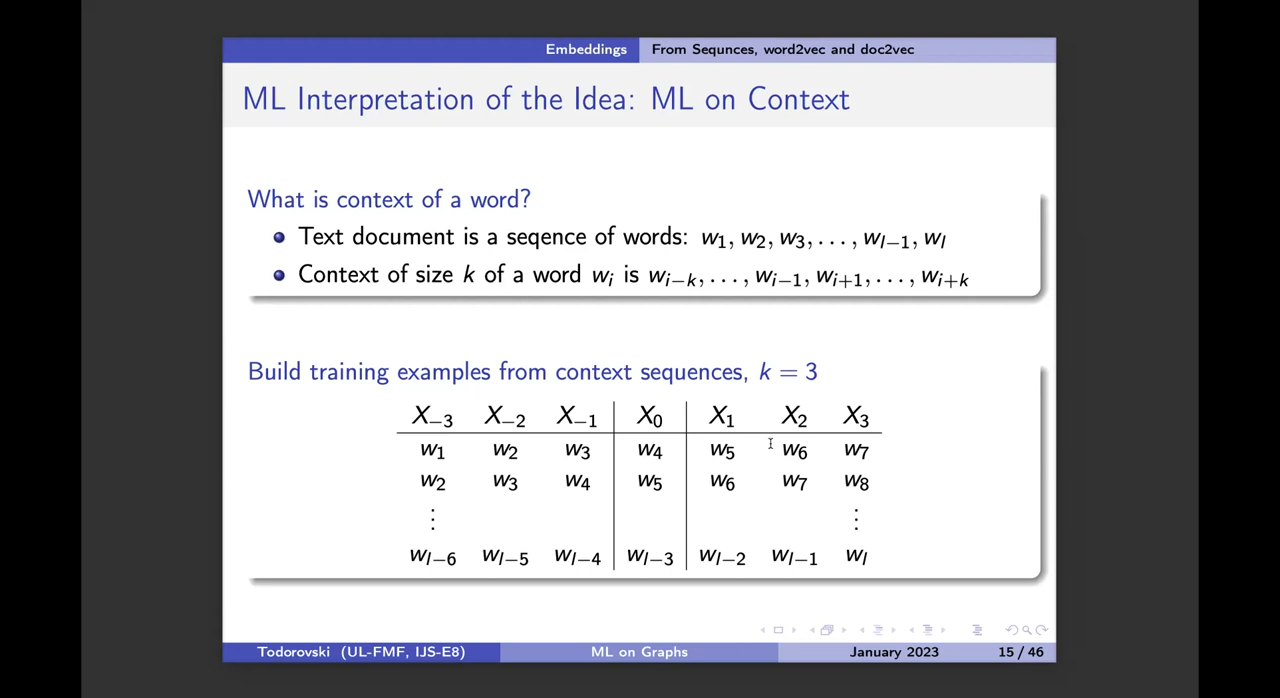 Embeddings From Sequnces, word2vec and doc2vec
ML Interpretation of the Idea: ML on Context
What is context of a word?
Text document is a seqence of words: w₁, w₂, w₃, . . . , wₗ₋₁, wₗ
Context of size k of a word wᵢ is wᵢ₋ₖ, . . . , wᵢ₋₁, wᵢ₊₁, . . . , wᵢ₊ₖ
Build training examples from context sequences, k = 3
X₋₃ X₋₂ X₋₁ X₀ X₁ X₂ X₃
w₁ w₂ w₃ w₄ w₅ w₆ w₇
w₂ w₃ w₄ w₅ w₆ w₇ w₈
⋮ ⋮
wₗ₋₆ wₗ₋₅ wₗ₋₄ wₗ₋₃ wₗ₋₂ wₗ₋₁ wₗ
Todorovski (UL-FMF, IJS-E8) ML on Graphs January 2023 15 / 46